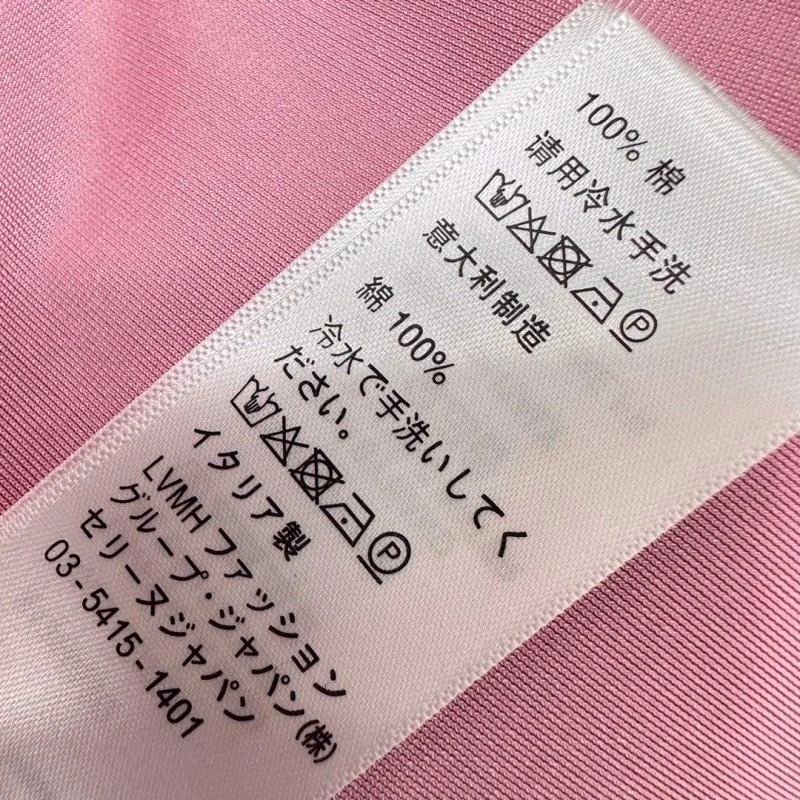 100% 棉
请用冷水手洗
意大利制造
綿 100%
冷水で手洗いしてく
ださい。
イタリア製
LVMH ファッション
グループ・ジャパン(株)
セリーヌジャパン
03-5415-1401